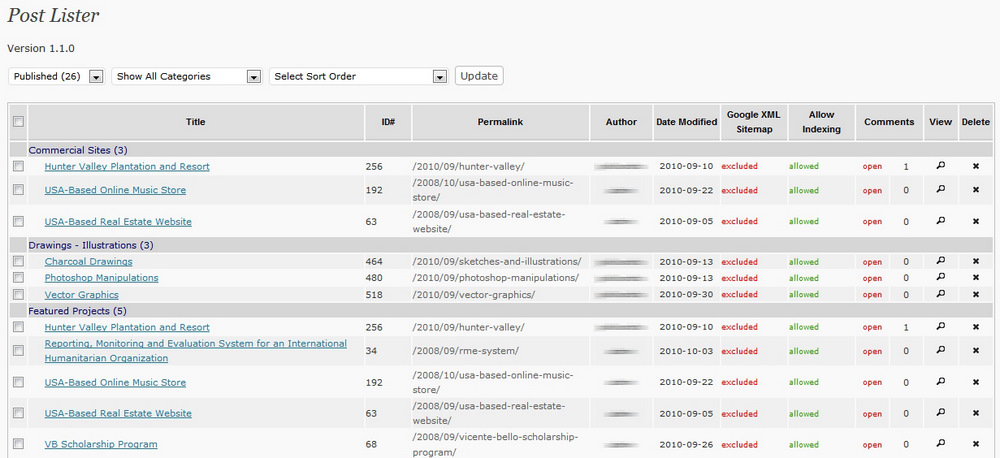 Post Lister
Version 1.1.0
Published (26) Show All Categories Select Sort Order Update
Title ID# Permalink Author Date Modified Google XML Sitemap Allow Indexing Comments View Delete
Commercial Sites (3)
Hunter Valley Plantation and Resort 256 /2010/09/hunter-valley/ 2010-09-10 excluded allowed open 1
USA-Based Online Music Store 192 /2008/10/usa-based-online-music-store/ 2010-09-22 excluded allowed open 0
USA-Based Real Estate Website 63 /2008/09/usa-based-real-estate-website/ 2010-09-05 excluded allowed open 0
Drawings - Illustrations (3)
Charcoal Drawings 464 /2010/09/sketches-and-illustrations/ 2010-09-13 excluded allowed open 0
Photoshop Manipulations 480 /2010/09/photoshop-manipulations/ 2010-09-13 excluded allowed open 0
Vector Graphics 518 /2010/09/vector-graphics/ 2010-09-30 excluded allowed open 0
Featured Projects (5)
Hunter Valley Plantation and Resort 256 /2010/09/hunter-valley/ 2010-09-10 excluded allowed open 1
Reporting, Monitoring and Evaluation System for an International Humanitarian Organization 34 /2008/09/rme-system/ 2010-10-03 excluded allowed open 0
USA-Based Online Music Store 192 /2008/10/usa-based-online-music-store/ 2010-09-22 excluded allowed open 0
USA-Based Real Estate Website 63 /2008/09/usa-based-real-estate-website/ 2010-09-05 excluded allowed open 0
VB Scholarship Program 68 /2008/09/vicente-bello-scholarship-program/ 2010-09-26 excluded allowed open 0